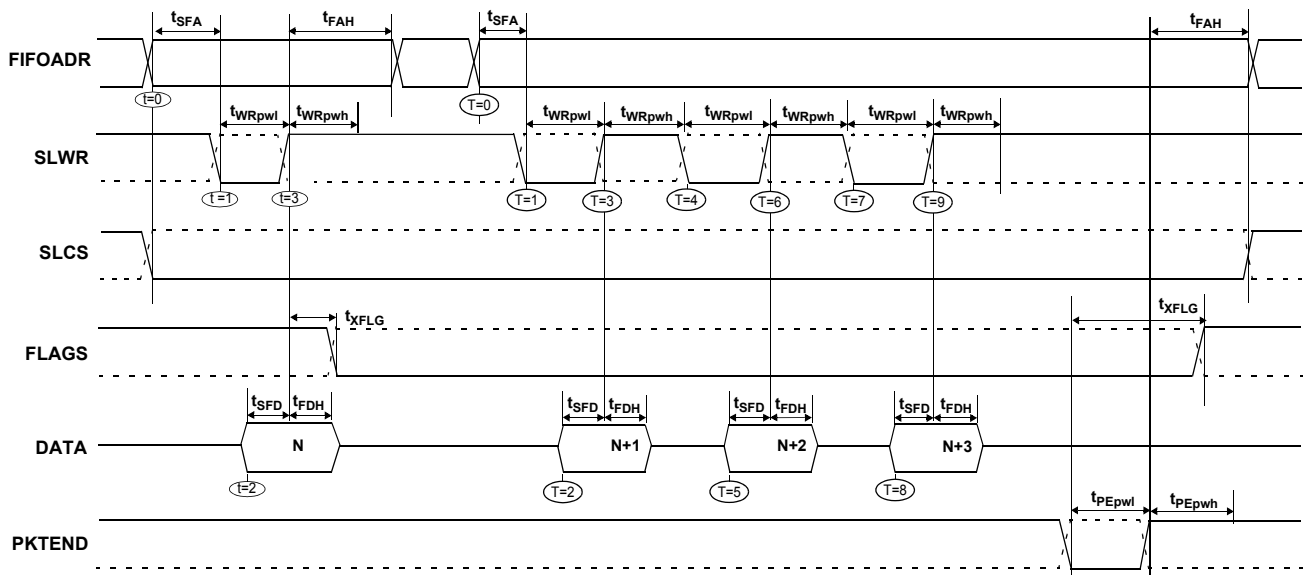 tSFA tFAH tSFA tFAH
FIFOADR
t=0 T=0
tWRpwl tWRpwh tWRpwl tWRpwh tWRpwl tWRpwh tWRpwl tWRpwh
SLWR
t=1 t=3 T=1 T=3 T=4 T=6 T=7 T=9
SLCS
tXFLG tXFLG
FLAGS
tSFD tFDH tSFD tFDH tSFD tFDH tSFD tFDH
DATA N N+1 N+2 N+3
t=2 T=2 T=5 T=8
tPEpwl tPEpwh
PKTEND